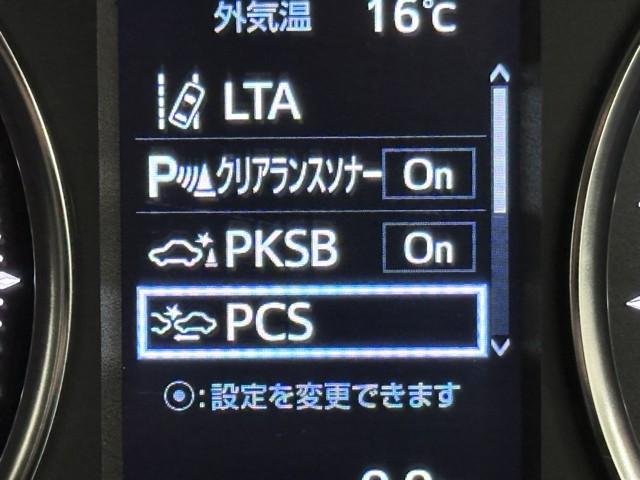 外気温 16℃
LTA
P クリアランスソナー On
PKSB On
PCS
⦿:設定を変更できます